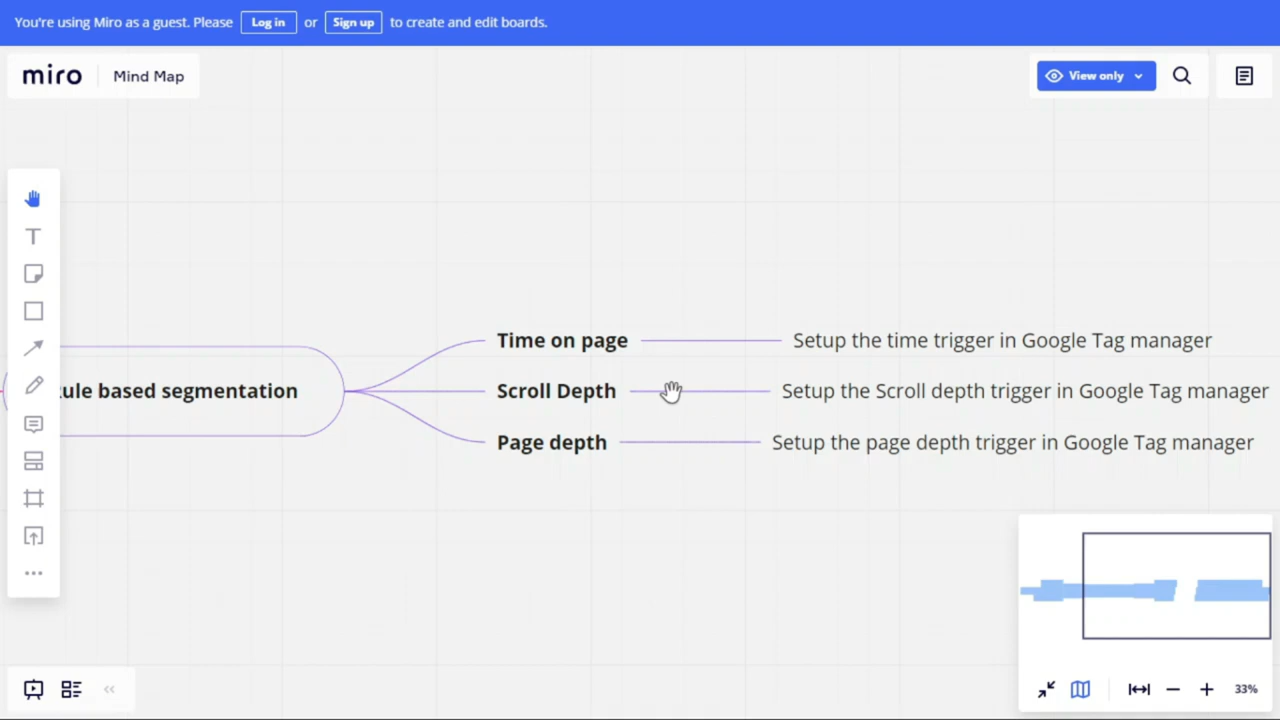 You're using Miro as a guest. Please Log in or Sign up to create and edit boards.
miro Mind Map
View only
Time on page Setup the time trigger in Google Tag manager
ule based segmentation Scroll Depth Setup the Scroll depth trigger in Google Tag manager
Page depth Setup the page depth trigger in Google Tag manager
33%